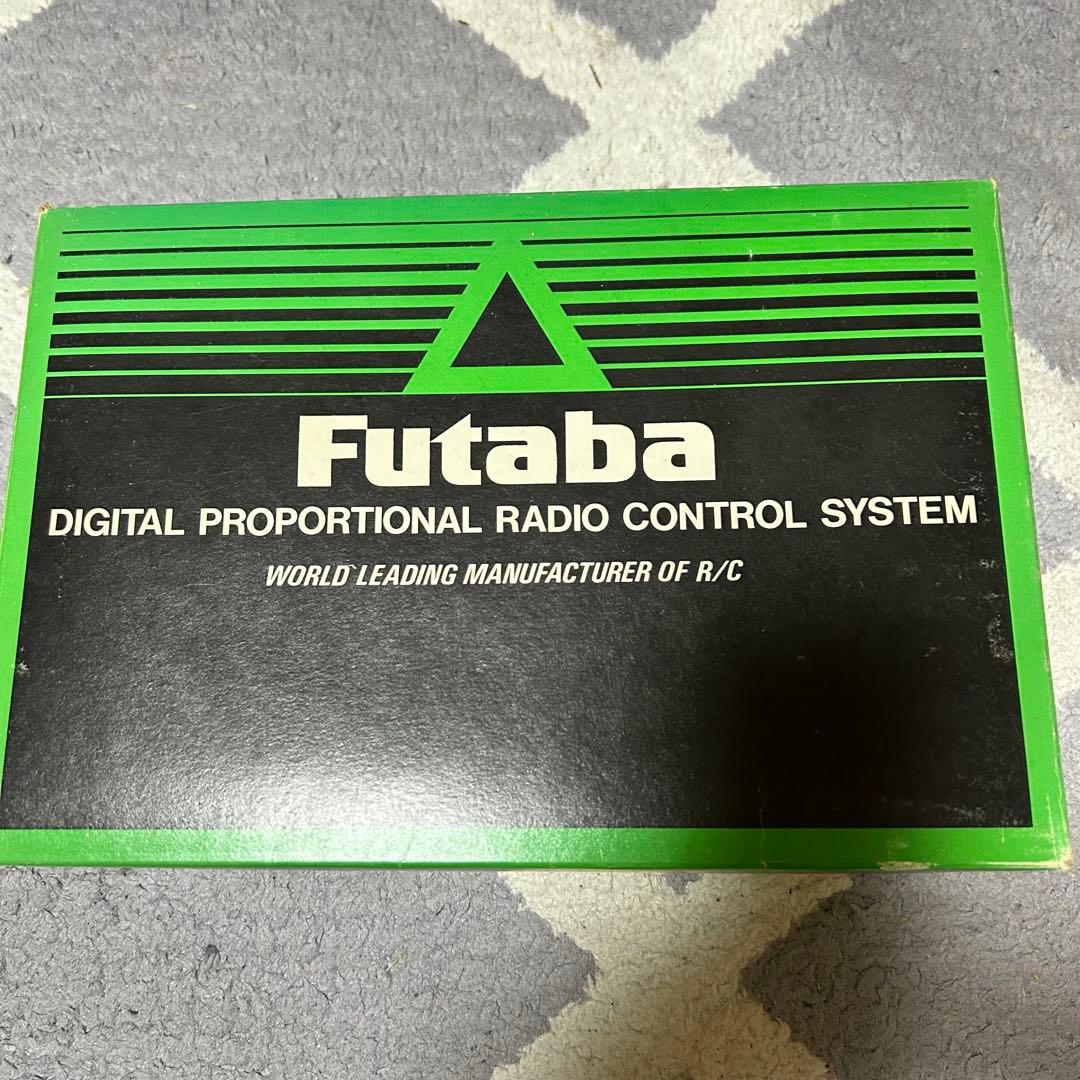 Futaba
DIGITAL PROPORTIONAL RADIO CONTROL SYSTEM
WORLD LEADING MANUFACTURER OF R/C